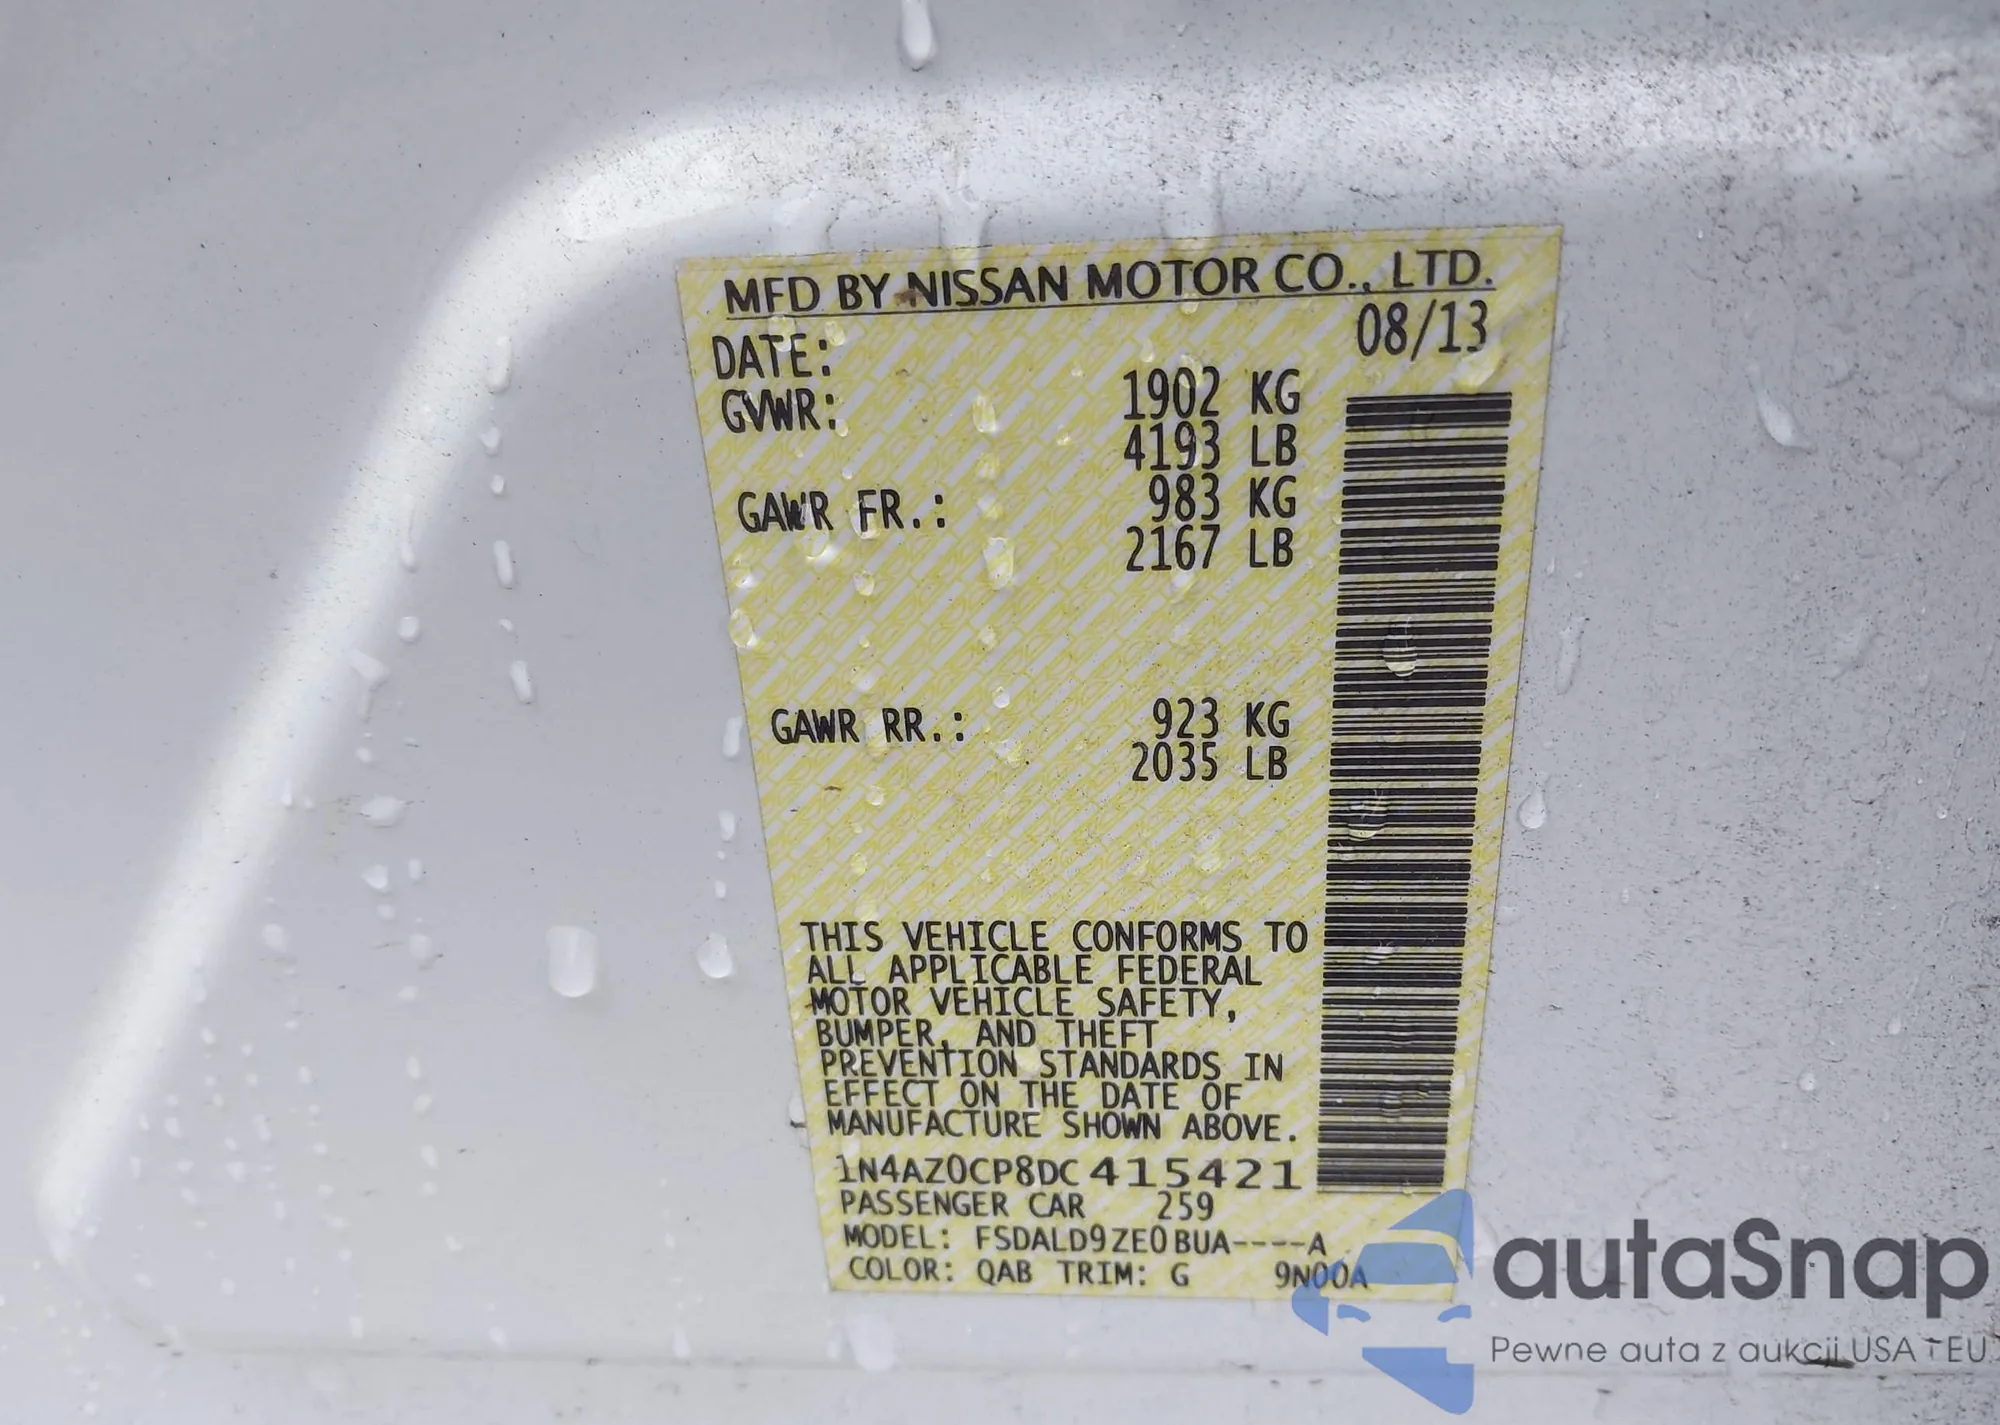 MFD BY NISSAN MOTOR CO., LTD.
DATE: 08/13
GVWR: 1902 KG
4193 LB
GAWR FR.: 983 KG
2167 LB
GAWR RR.: 923 KG
2035 LB
THIS VEHICLE CONFORMS TO
ALL APPLICABLE FEDERAL
MOTOR VEHICLE SAFETY,
BUMPER, AND THEFT
PREVENTION STANDARDS IN
EFFECT ON THE DATE OF
MANUFACTURE SHOWN ABOVE.
1N4AZ0CP8DC415421
PASSENGER CAR 259
MODEL: FSDALD9ZE0BUA----A
COLOR: QAB TRIM: G 9N00A
autaSnap
Pewne auta z aukcji USA i EU